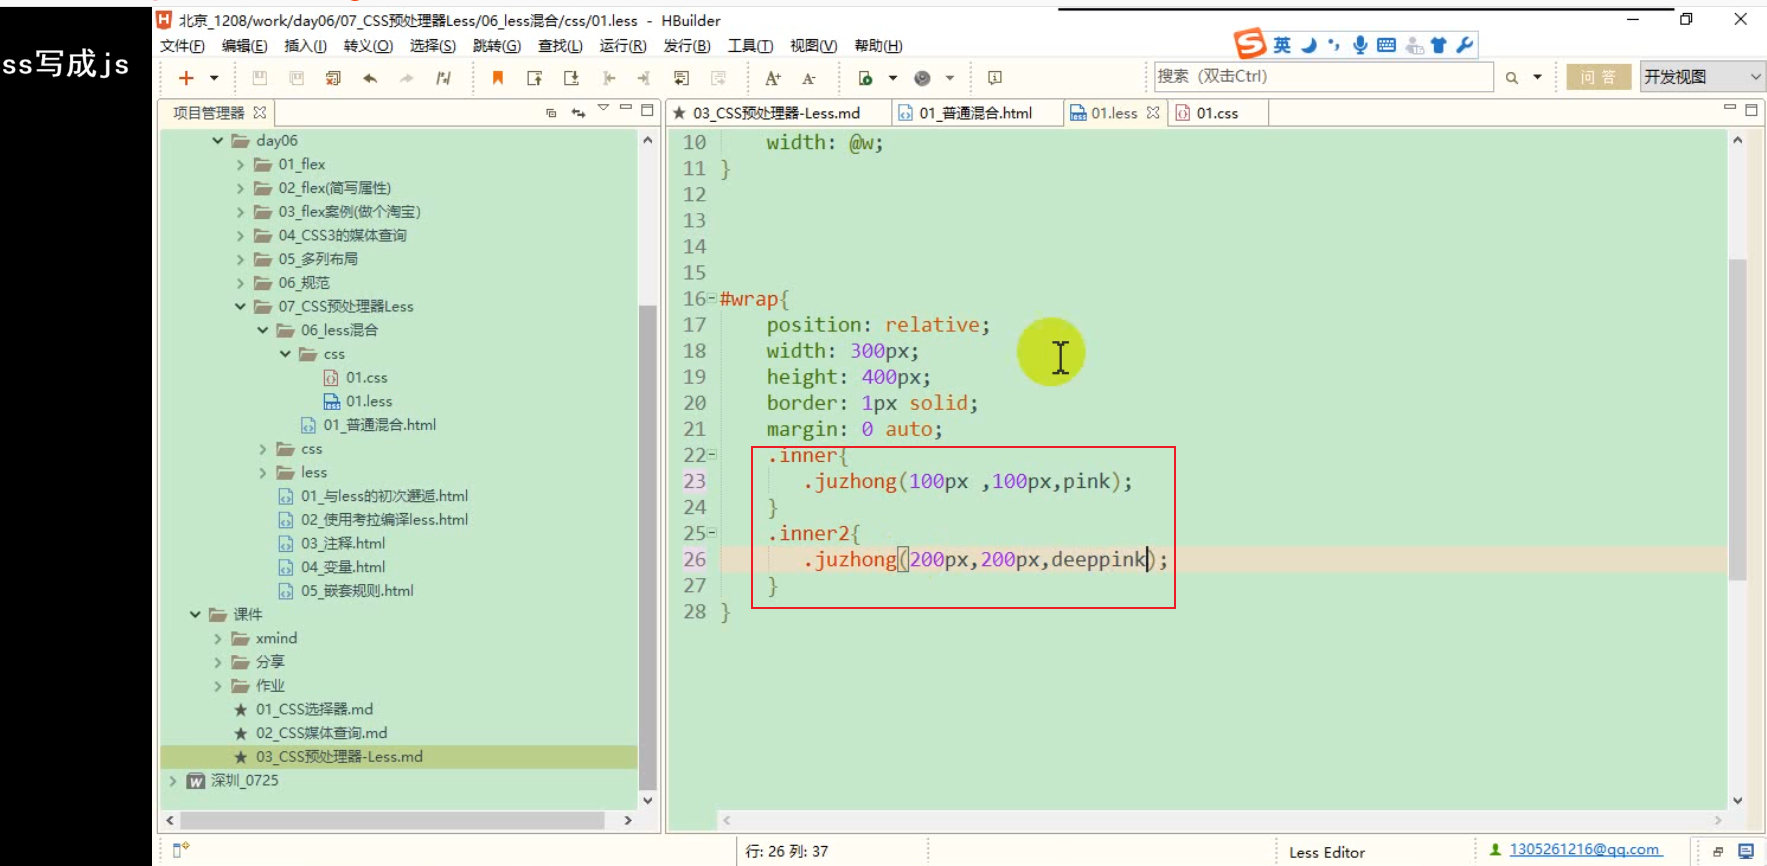 北京_1208/work/day06/07_CSS预处理器Less/06_less混合/css/01.less - HBuilder
ss写成js
文件(F) 编辑(E) 插入(I) 转义(O) 选择(S) 跳转(G) 查找(L) 运行(R) 发行(B) 工具(T) 视图(V) 帮助(H)
英
搜索 (双击Ctrl)
问 答
开发视图
项目管理器
03_CSS预处理器-Less.md
01_普通混合.html
01.less
01.css
day06
01_flex
02_flex(简写属性)
03_flex案例(做个淘宝)
04_CSS3的媒体查询
05_多列布局
06_规范
07_CSS预处理器Less
06_less混合
css
01.css
01.less
01_普通混合.html
css
less
01_与less的初次邂逅.html
02_使用考拉编译less.html
03_注释.html
04_变量.html
05_嵌套规则.html
课件
xmind
分享
作业
01_CSS选择器.md
02_CSS媒体查询.md
03_CSS预处理器-Less.md
深圳_0725
10 width: @w;
11 }
12
13
14
15
16 #wrap{
17 position: relative;
18 width: 300px;
19 height: 400px;
20 border: 1px solid;
21 margin: 0 auto;
22 .inner{
23 .juzhong(100px ,100px,pink);
24 }
25 .inner2{
26 .juzhong(200px,200px,deeppink);
27 }
28 }
行: 26 列: 37
Less Editor
1305261216@qq.com